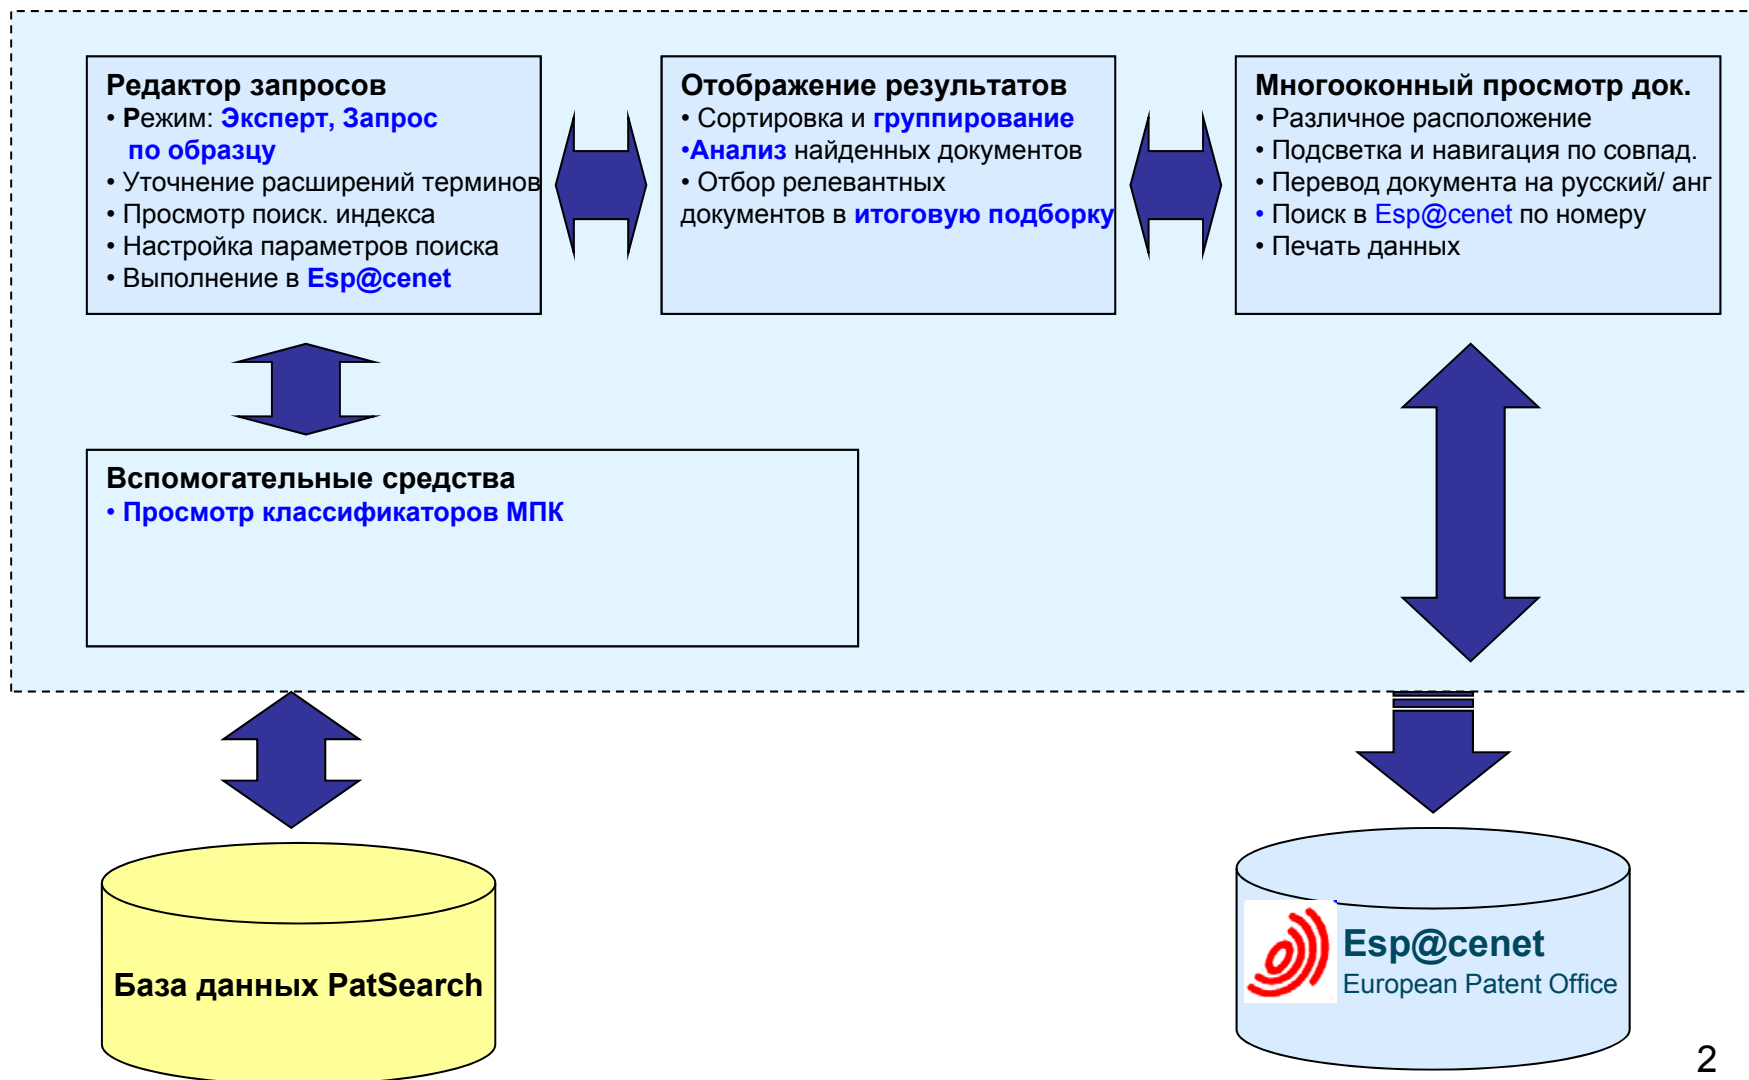 Редактор запросов
• Режим: Эксперт, Запрос
по образцу
• Уточнение расширений терминов
• Просмотр поиск. индекса
• Настройка параметров поиска
• Выполнение в Esp@cenet
Отображение результатов
• Сортировка и группирование
•Анализ найденных документов
• Отбор релевантных
документов в итоговую подборку
Многооконный просмотр док.
• Различное расположение
• Подсветка и навигация по совпад.
• Перевод документа на русский/ анг
• Поиск в Esp@cenet по номеру
• Печать данных
Вспомогательные средства
• Просмотр классификаторов МПК
База данных PatSearch
Esp@cenet
European Patent Office
2